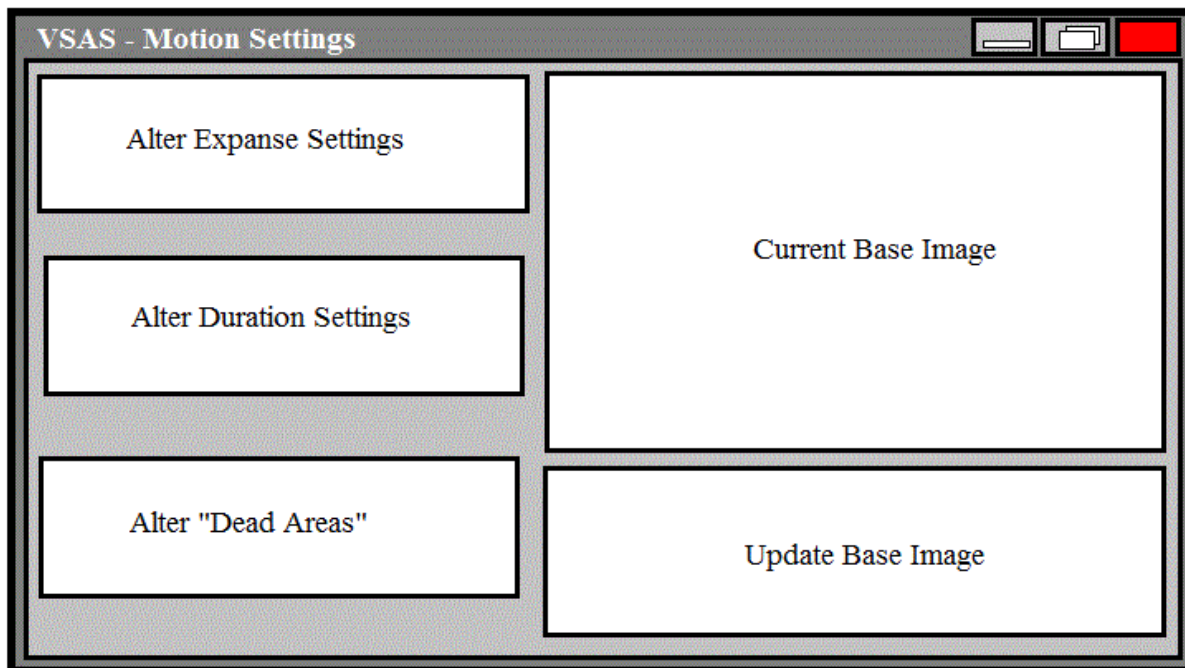 VSAS - Motion Settings
Alter Expanse Settings
Alter Duration Settings
Alter "Dead Areas"
Current Base Image
Update Base Image